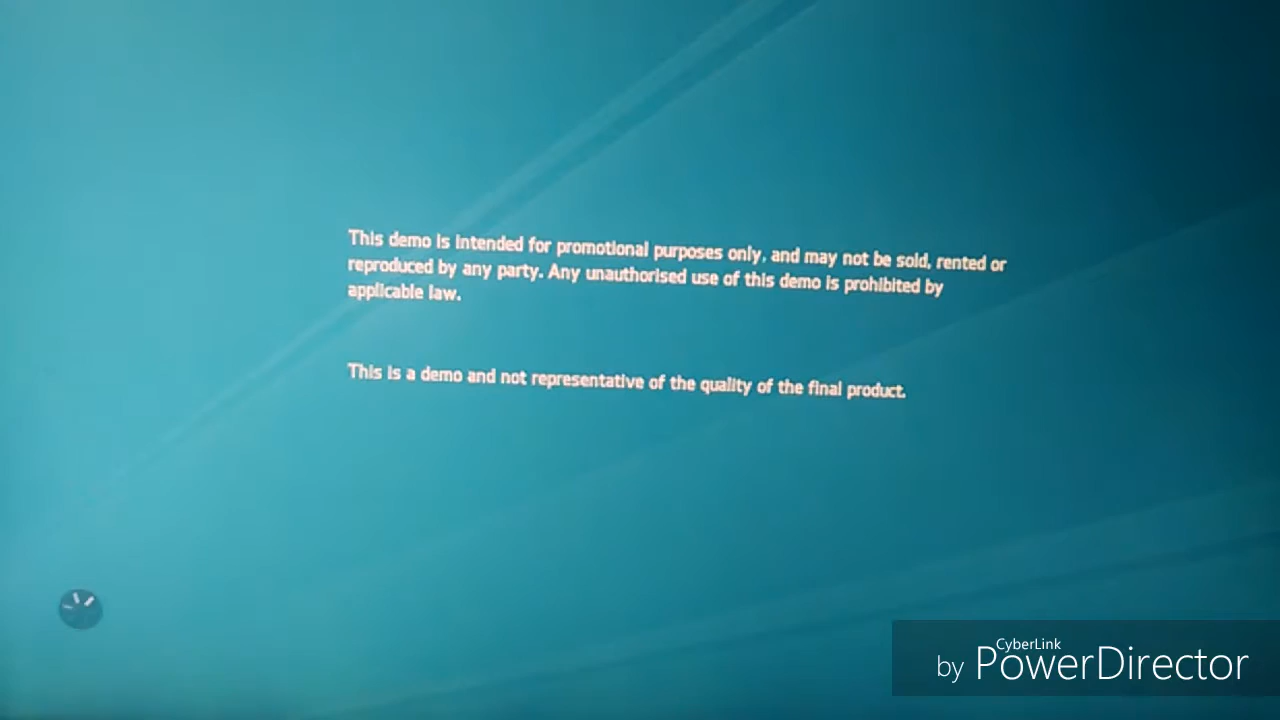 This demo is intended for promotional purposes only, and may not be sold, rented or
reproduced by any party. Any unauthorised use of this demo is prohibited by
applicable law.
This is a demo and not representative of the quality of the final product.
CyberLink
by PowerDirector